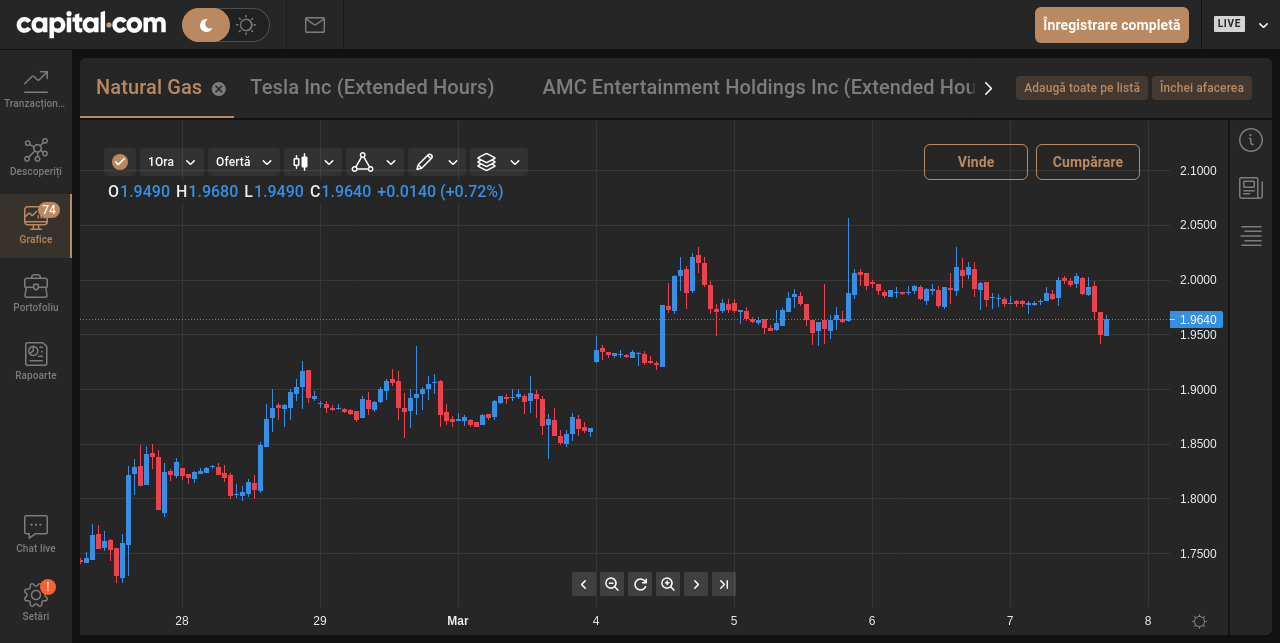 capital.com
Înregistrare completă
LIVE
Tranzacțion...
Descoperiți
74
Grafice
Portofoliu
Rapoarte
Chat live
!
Setări
Natural Gas
Tesla Inc (Extended Hours)
AMC Entertainment Holdings Inc (Extended Hou
Adaugă toate pe listă
Închei afacerea
1Ora
Ofertă
Vinde
Cumpărare
O1.9490 H1.9680 L1.9490 C1.9640 +0.0140 (+0.72%)
2.1000
2.0500
2.0000
1.9640
1.9500
1.9000
1.8500
1.8000
1.7500
28 29 Mar 4 5 6 7 8